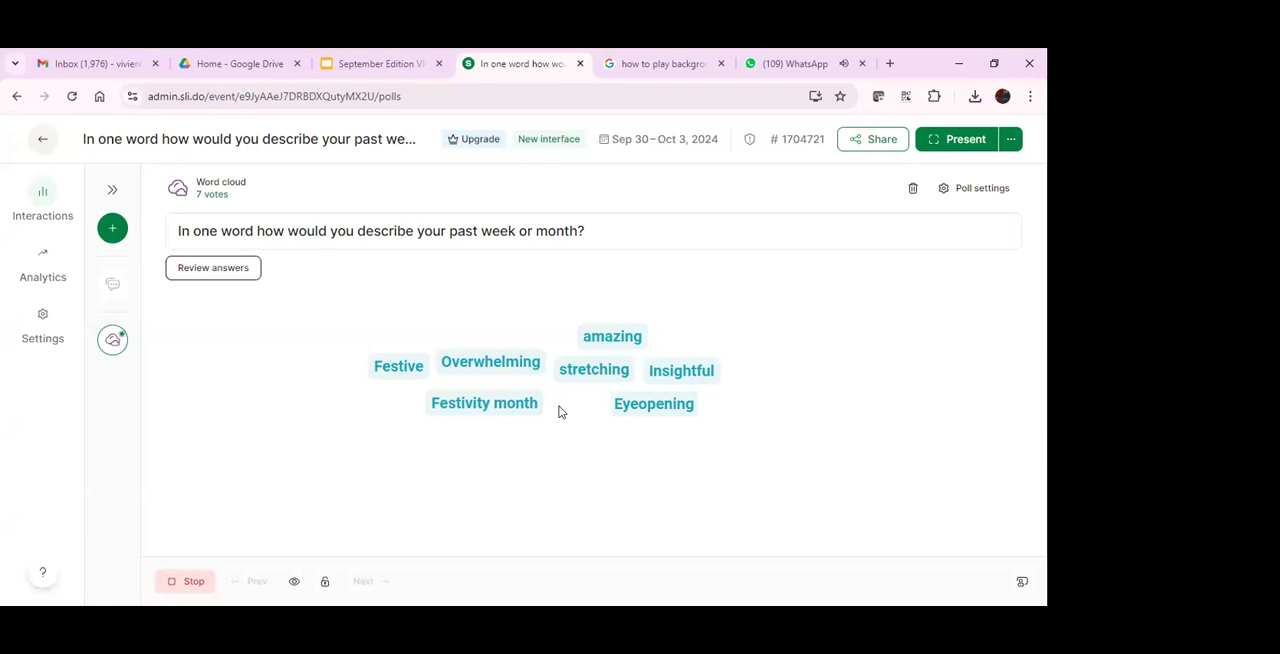 Inbox (1,976) - vivien
Home - Google Drive
September Edition VI
In one word how wo
how to play backgro
(109) WhatsApp
admin.sli.do/event/e9JyAAeJ7DRBDXQutyMX2U/polls
In one word how would you describe your past we...
Upgrade
New interface
Sep 30 – Oct 3, 2024
# 1704721
Share
Present
Interactions
Analytics
Settings
Word cloud
7 votes
Poll settings
In one word how would you describe your past week or month?
Review answers
amazing
Festive
Overwhelming
stretching
Insightful
Festivity month
Eyeopening
Stop
Prev
Next